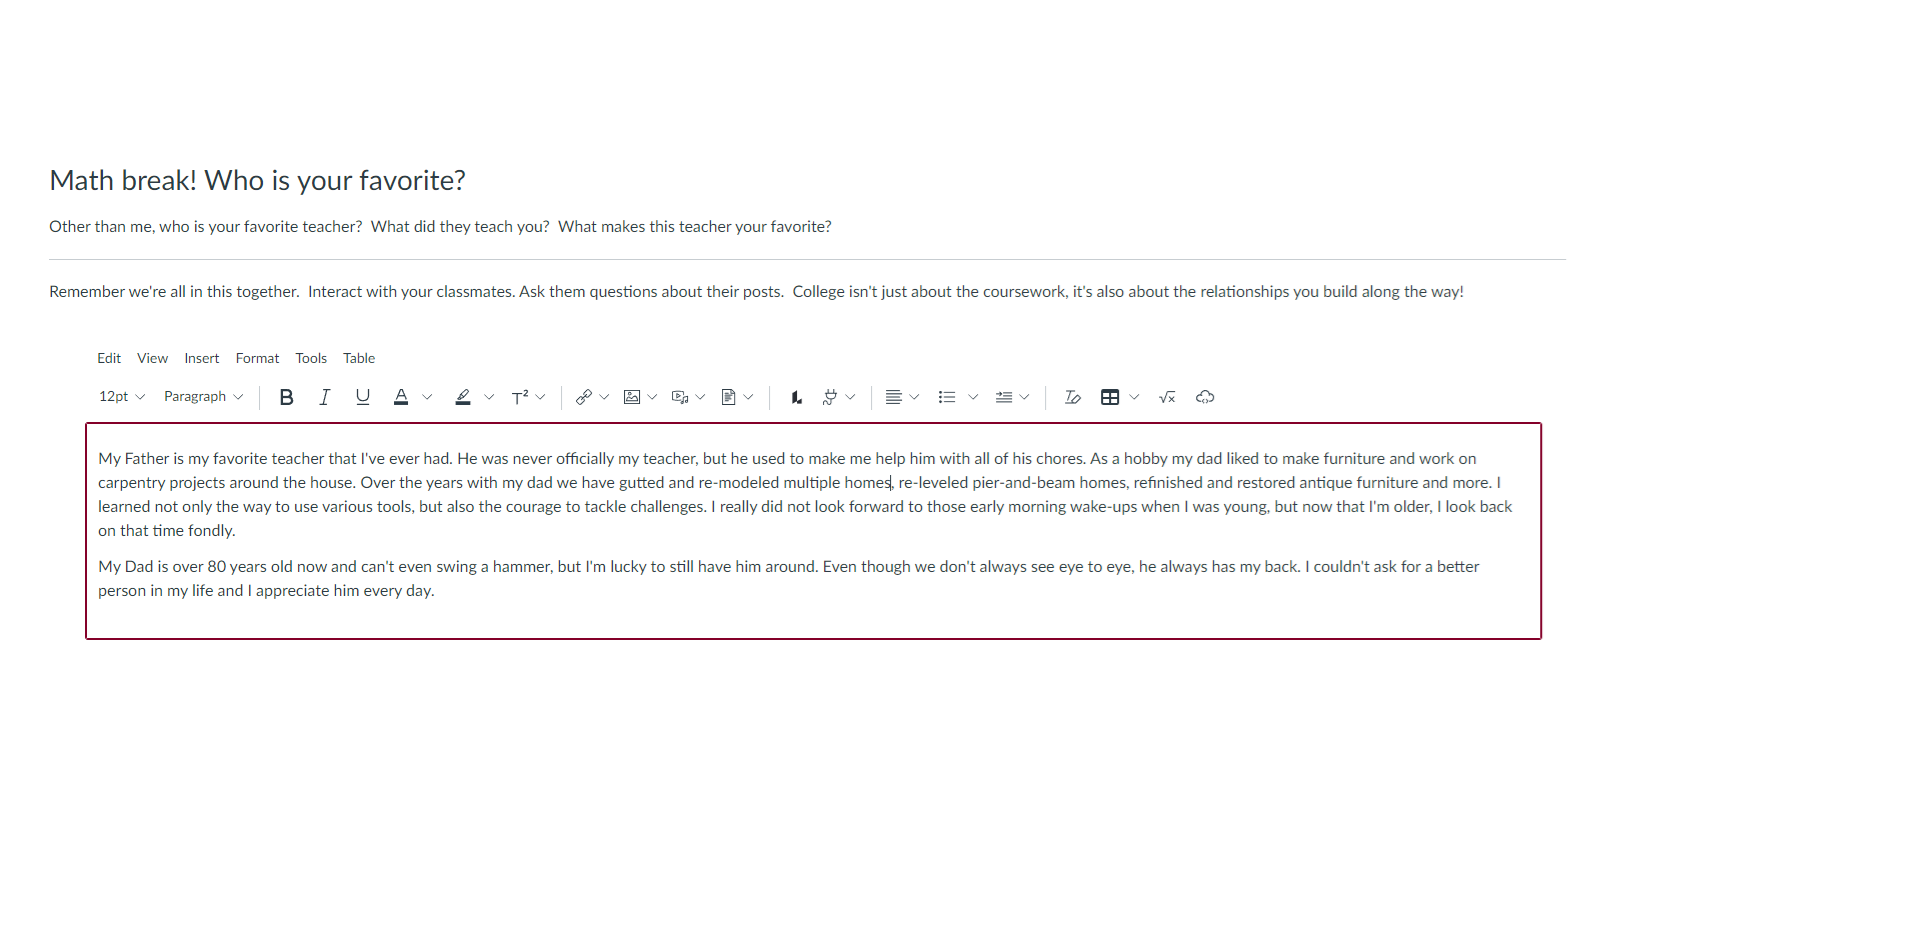 Math break! Who is your favorite?
Other than me, who is your favorite teacher?  What did they teach you?  What makes this teacher your favorite?
Remember we're all in this together.  Interact with your classmates. Ask them questions about their posts.  College isn't just about the coursework, it's also about the relationships you build along the way!
Edit View Insert Format Tools Table
12pt Paragraph B I U A T²
My Father is my favorite teacher that I've ever had. He was never officially my teacher, but he used to make me help him with all of his chores. As a hobby my dad liked to make furniture and work on
carpentry projects around the house. Over the years with my dad we have gutted and re-modeled multiple homes, re-leveled pier-and-beam homes, refinished and restored antique furniture and more. I
learned not only the way to use various tools, but also the courage to tackle challenges. I really did not look forward to those early morning wake-ups when I was young, but now that I'm older, I look back
on that time fondly.
My Dad is over 80 years old now and can't even swing a hammer, but I'm lucky to still have him around. Even though we don't always see eye to eye, he always has my back. I couldn't ask for a better
person in my life and I appreciate him every day.